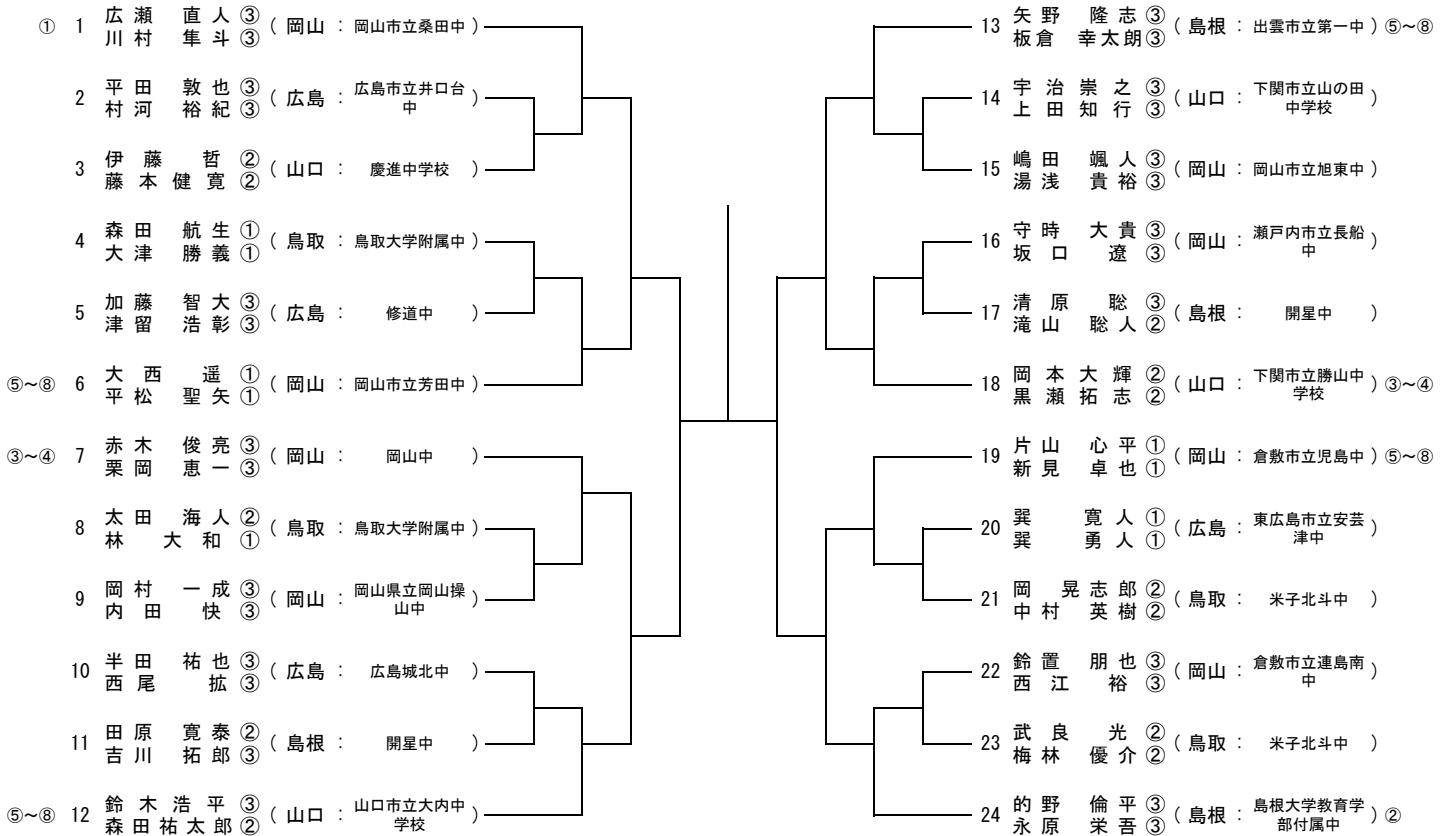 ① 1 広瀬 直人 ③ ( 岡山 : 岡山市立桑田中 )
川村 隼斗 ③
2 平田 敦也 ③ ( 広島 : 広島市立井口台中 )
村河 裕紀 ③
3 伊藤 哲 ② ( 山口 : 慶進中学校 )
藤本健寛 ②
4 森田 航生 ① ( 鳥取 : 鳥取大学附属中 )
大津 勝義 ①
5 加藤 智大 ③ ( 広島 : 修道中 )
津留 浩彰 ③
⑤~⑧ 6 大西 遥 ① ( 岡山 : 岡山市立芳田中 )
平松 聖矢 ①
③~④ 7 赤木 俊亮 ③ ( 岡山 : 岡山中 )
栗岡 恵一 ③
8 太田 海人 ② ( 鳥取 : 鳥取大学附属中 )
林 大和 ①
9 岡村 一成 ③ ( 岡山 : 岡山県立岡山操山中 )
内田 快 ③
10 半田 祐也 ③ ( 広島 : 広島城北中 )
西尾 拡 ③
11 田原 寛泰 ② ( 島根 : 開星中 )
吉川 拓郎 ③
⑤~⑧ 12 鈴木浩平 ③ ( 山口 : 山口市立大内中学校 )
森田祐太郎 ②
13 矢野 隆志 ③ ( 島根 : 出雲市立第一中 ) ⑤~⑧
板倉 幸太朗 ③
14 宇治崇之 ③ ( 山口 : 下関市立山の田中学校 )
上田知行 ③
15 嶋田 颯人 ③ ( 岡山 : 岡山市立旭東中 )
湯浅 貴裕 ③
16 守時 大貴 ③ ( 岡山 : 瀬戸内市立長船中 )
坂口 遼 ③
17 清原 聡 ③ ( 島根 : 開星中 )
滝山 聡人 ②
18 岡本大輝 ② ( 山口 : 下関市立勝山中学校 ) ③~④
黒瀬拓志 ②
19 片山 心平 ① ( 岡山 : 倉敷市立児島中 ) ⑤~⑧
新見 卓也 ①
20 巽 寛人 ① ( 広島 : 東広島市立安芸津中 )
巽 勇人 ①
21 岡 晃志郎 ② ( 鳥取 : 米子北斗中 )
中村 英樹 ②
22 鈴置 朋也 ③ ( 岡山 : 倉敷市立連島南中 )
西江 裕 ③
23 武良 光 ② ( 鳥取 : 米子北斗中 )
梅林 優介 ②
24 的野 倫平 ③ ( 島根 : 島根大学教育学部付属中 ) ②
永原 栄吾 ③